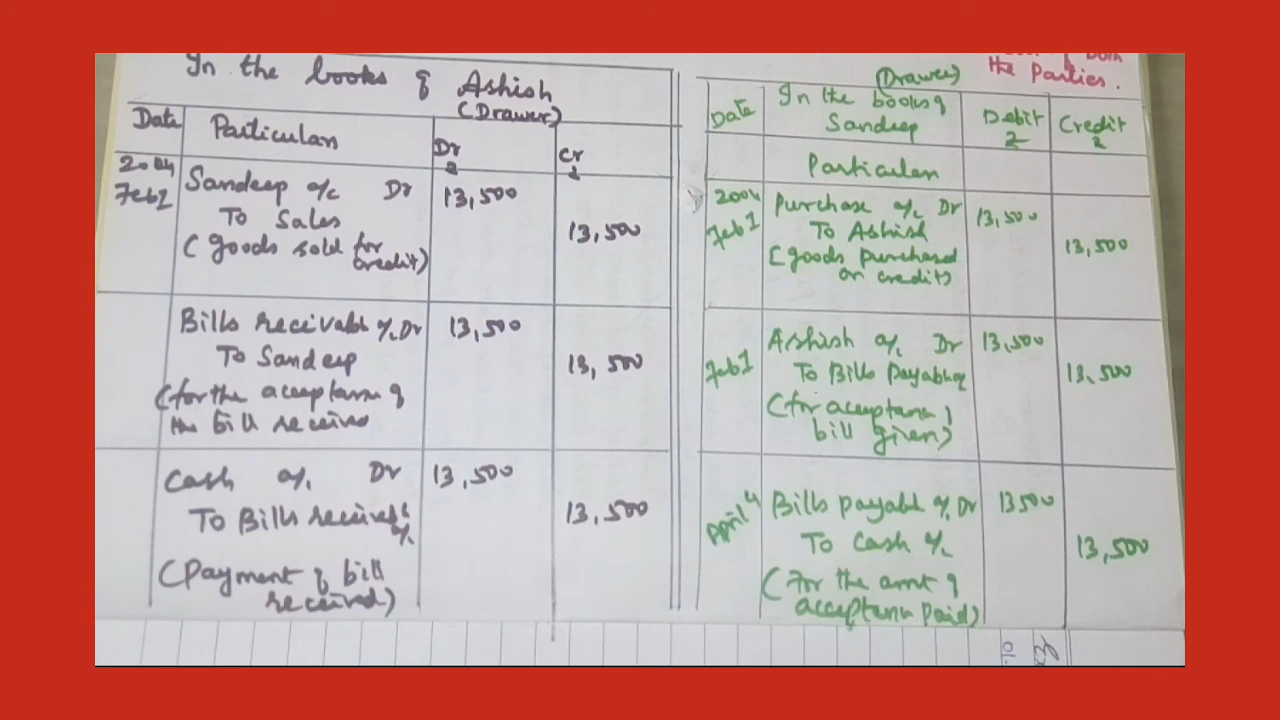 In the books of Ashish
(Drawer)
Date Particulars Dr Cr
₹ ₹
2004
Feb 1 Sandeep a/c Dr 13,500
To Sales 13,500
(goods sold for
credit)
Bills receivable a/c Dr 13,500
To Sandeep 13,500
(for the acceptance of
the bill received
Cash a/c Dr 13,500
To Bills receivable 13,500
a/c
(Payment of bill
received)
both
the Parties.
(Drawee)
Date In the books of Debit Credit
Sandeep ₹ ₹
Particulars
2004 Purchase a/c Dr 13,500
Feb 1 To Ashish 13,500
(goods purchased
on credit)
Feb 1 Ashish a/c Dr 13,500
To Bills Payable 13,500
(for acceptance
bill given)
April 4 Bills payable a/c Dr 13500
To Cash a/c 13,500
(For the amt of
acceptance Paid)
01.